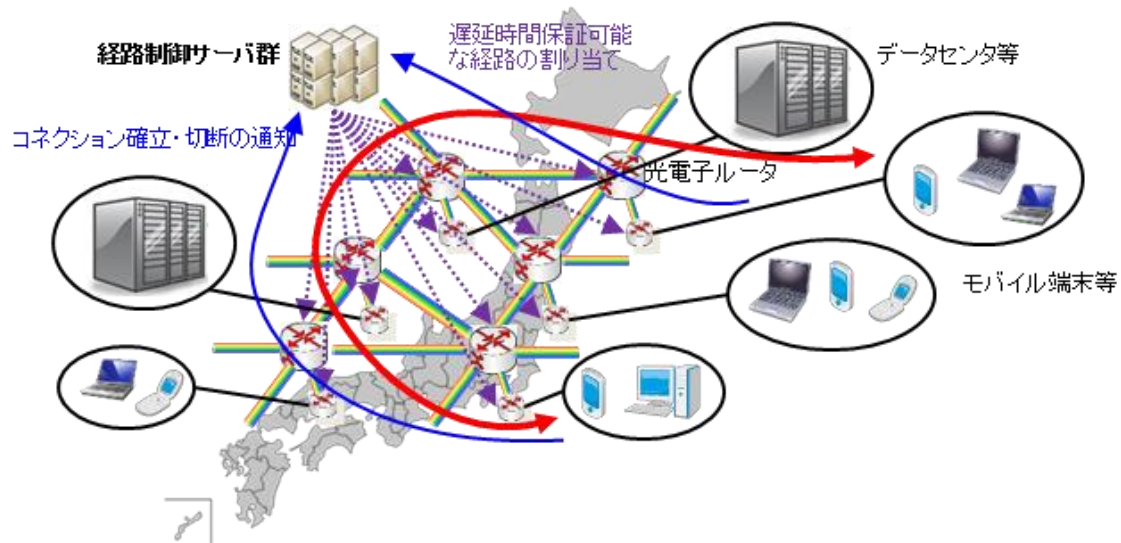 経路制御サーバ群
遅延時間保証可能
な経路の割り当て
データセンタ等
コネクション確立・切断の通知
光電子ルータ
モバイル端末等